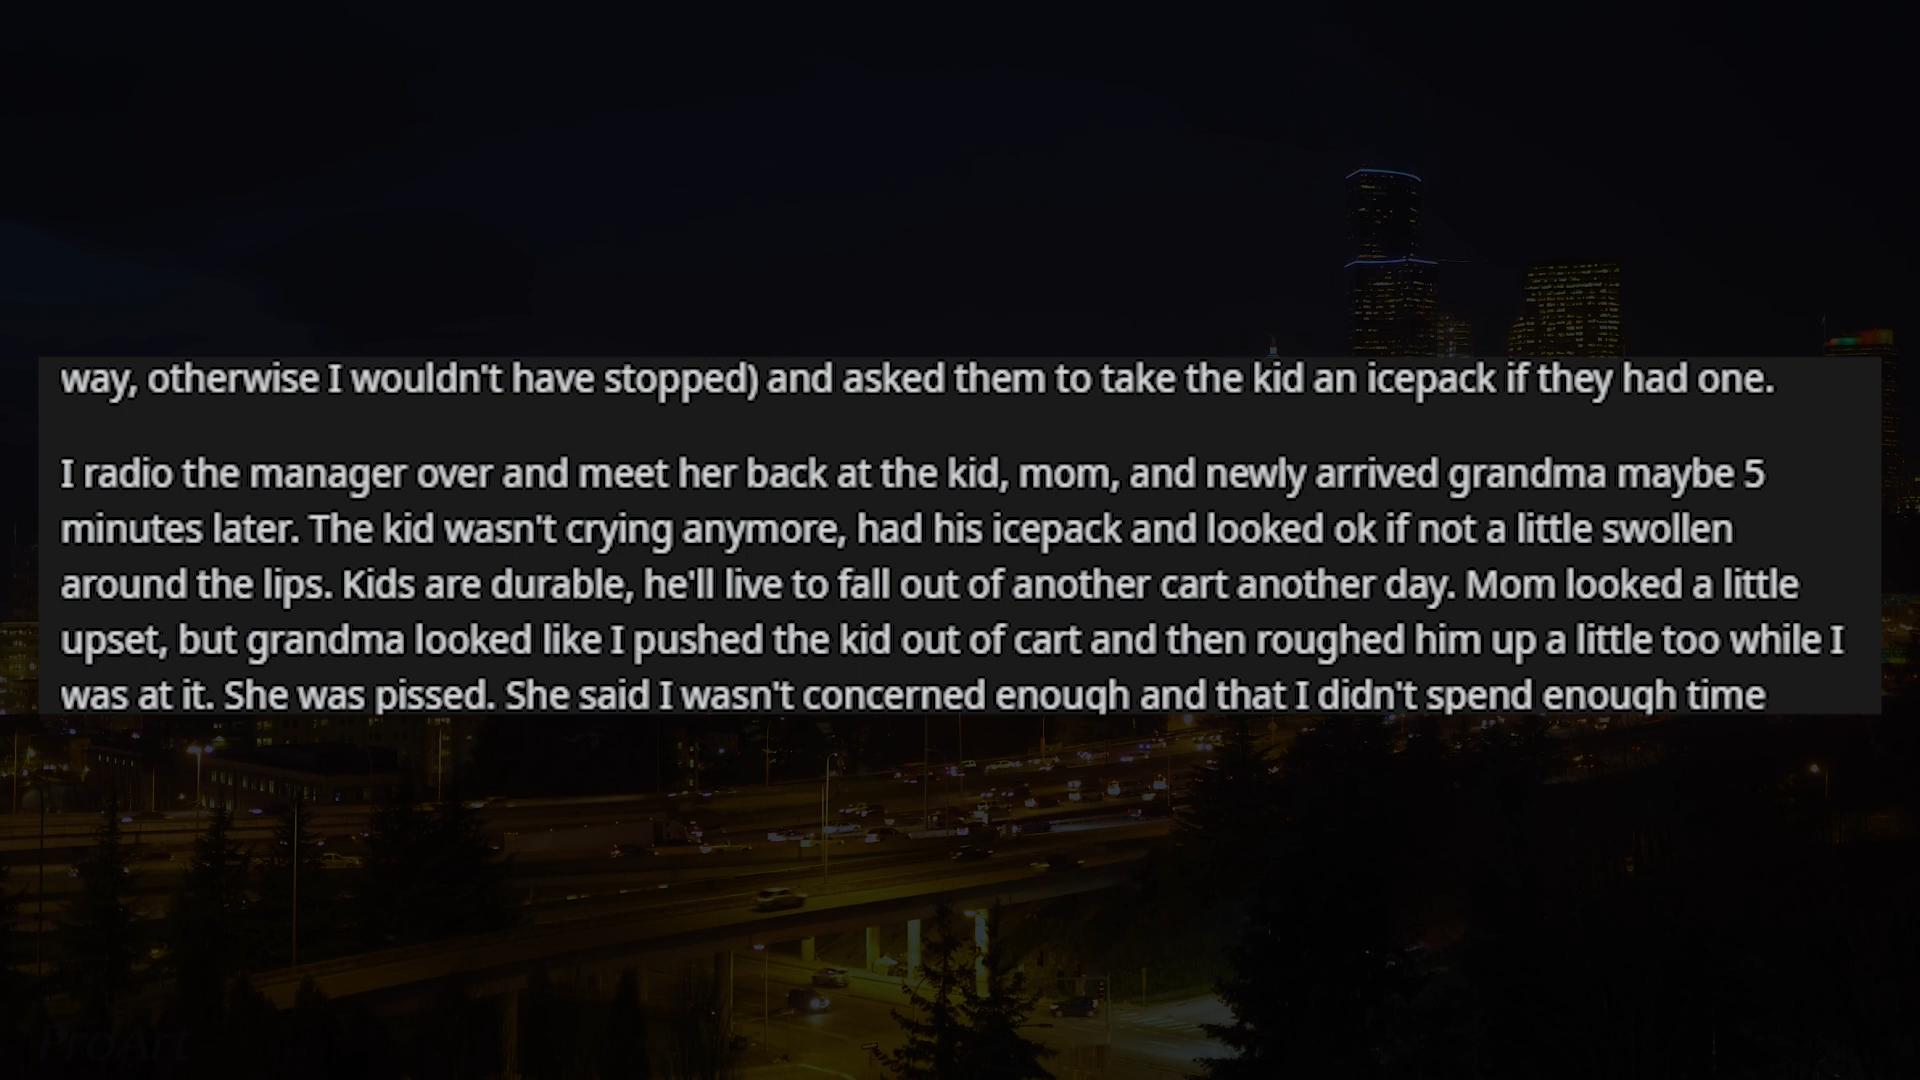 way, otherwise I wouldn't have stopped) and asked them to take the kid an icepack if they had one.
I radio the manager over and meet her back at the kid, mom, and newly arrived grandma maybe 5
minutes later. The kid wasn't crying anymore, had his icepack and looked ok if not a little swollen
around the lips. Kids are durable, he'll live to fall out of another cart another day. Mom looked a little
upset, but grandma looked like I pushed the kid out of cart and then roughed him up a little too while I
was at it. She was pissed. She said I wasn't concerned enough and that I didn't spend enough time
ProArt